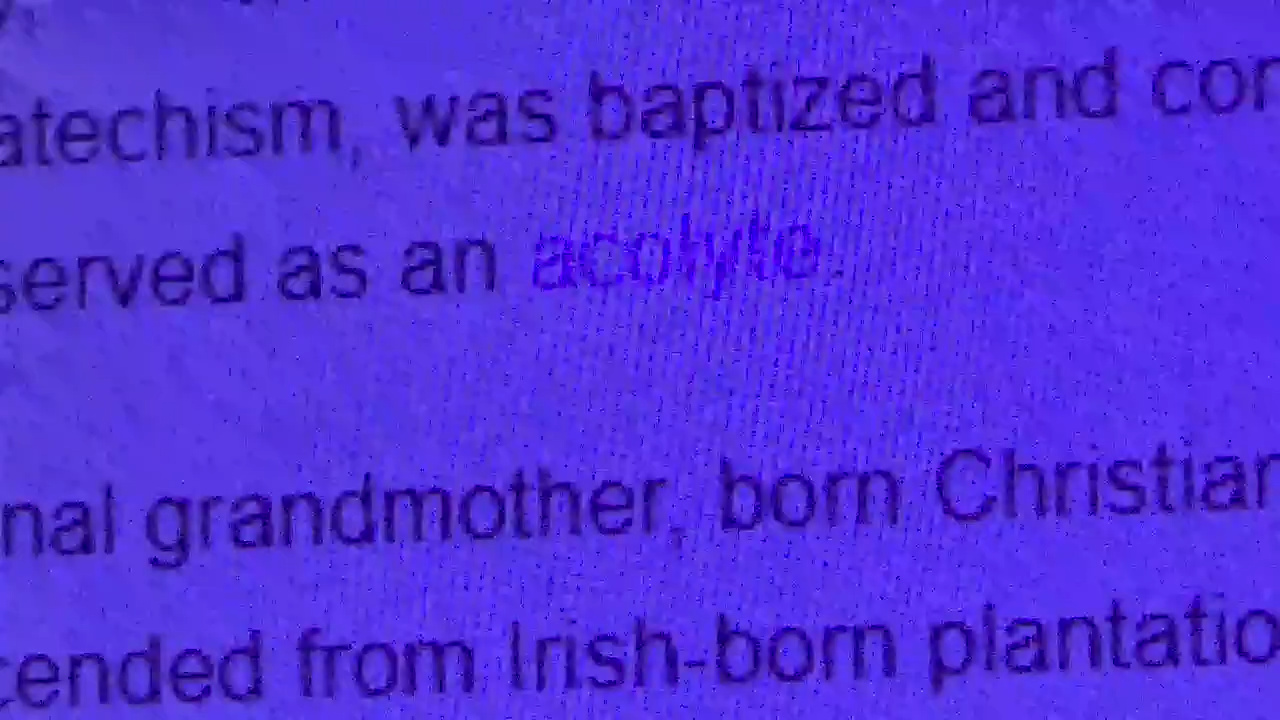 atechism, was baptized and con
served as an acolyte.
nal grandmother, born Christian
cended from Irish-born plantatio